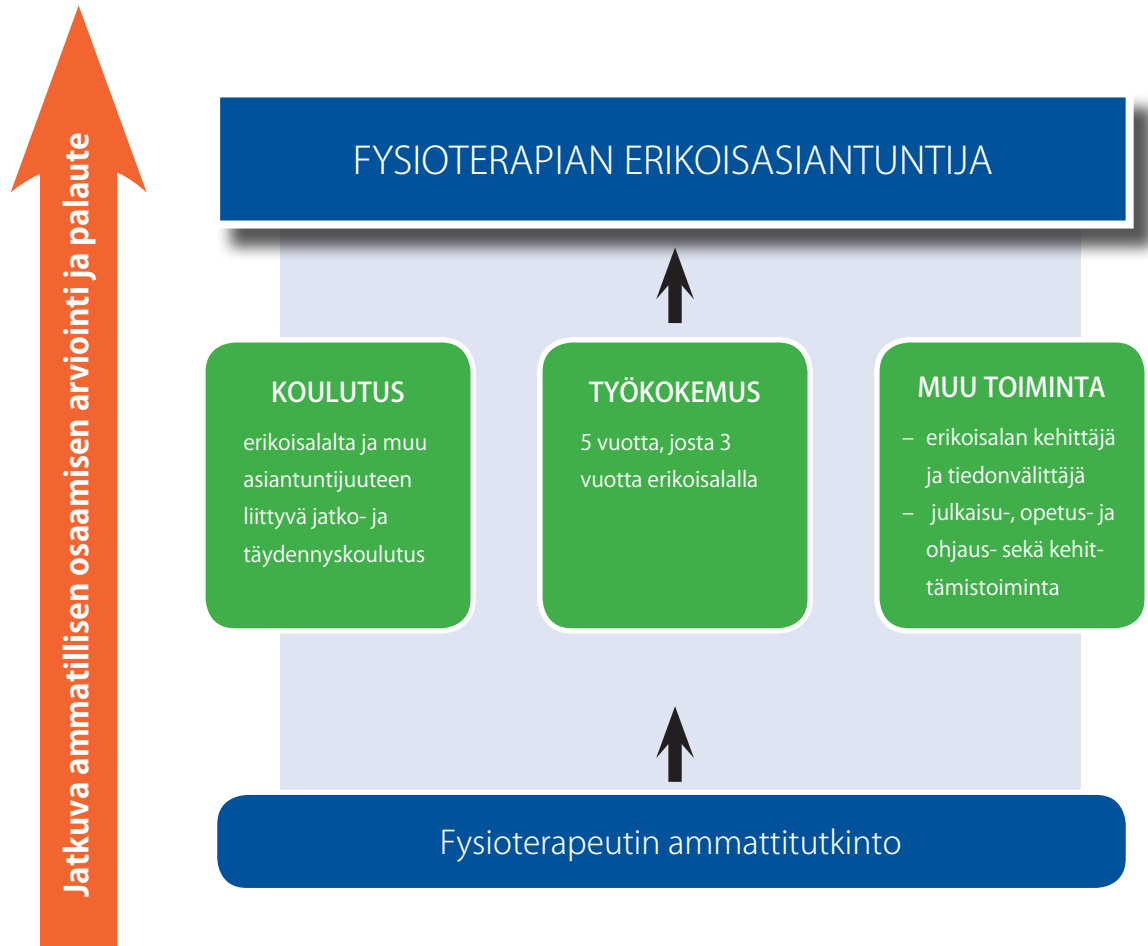 Jatkuva ammatillisen osaamisen arviointi ja palaute
FYSIOTERAPIAN ERIKOISASIANTUNTIJA
KOULUTUS
erikoisalalta ja muu
asiantuntijuuteen
liittyvä jatko- ja
täydennyskoulutus
TYÖKOKEMUS
5 vuotta, josta 3
vuotta erikoisalalla
MUU TOIMINTA
– erikoisalan kehittäjä
ja tiedonvälittäjä
– julkaisu-, opetus- ja
ohjaus- sekä kehit-
tämistoiminta
Fysioterapeutin ammattitutkinto